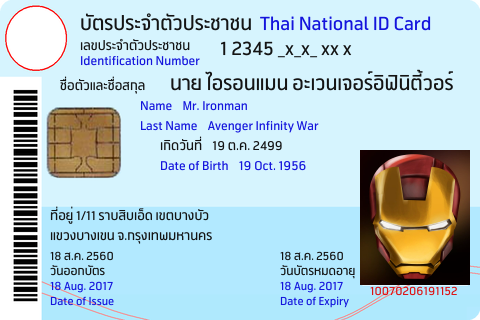 บัตรประจำตัวประชาชน Thai National ID Card
เลขประจำตัวประชาชน 1 2345 _x_x_ xx x
Identification Number
ชื่อตัวและชื่อสกุล นาย ไอรอนแมน อะเวนเจอร์อิฟินิตี้วอร์
Name Mr. Ironman
Last Name Avenger Infinity War
เกิดวันที่ 19 ต.ค. 2499
Date of Birth 19 Oct. 1956
ที่อยู่ 1/11 ราบสิบเอ็ด เขตบางบัว
แขวงบางเขน จ.กรุงเทพมหานคร
18 ส.ค. 2560
วันออกบัตร
18 Aug. 2017
Date of Issue
18 ส.ค. 2560
วันบัตรหมดอายุ
18 Aug. 2017
Date of Expiry
10070206191152